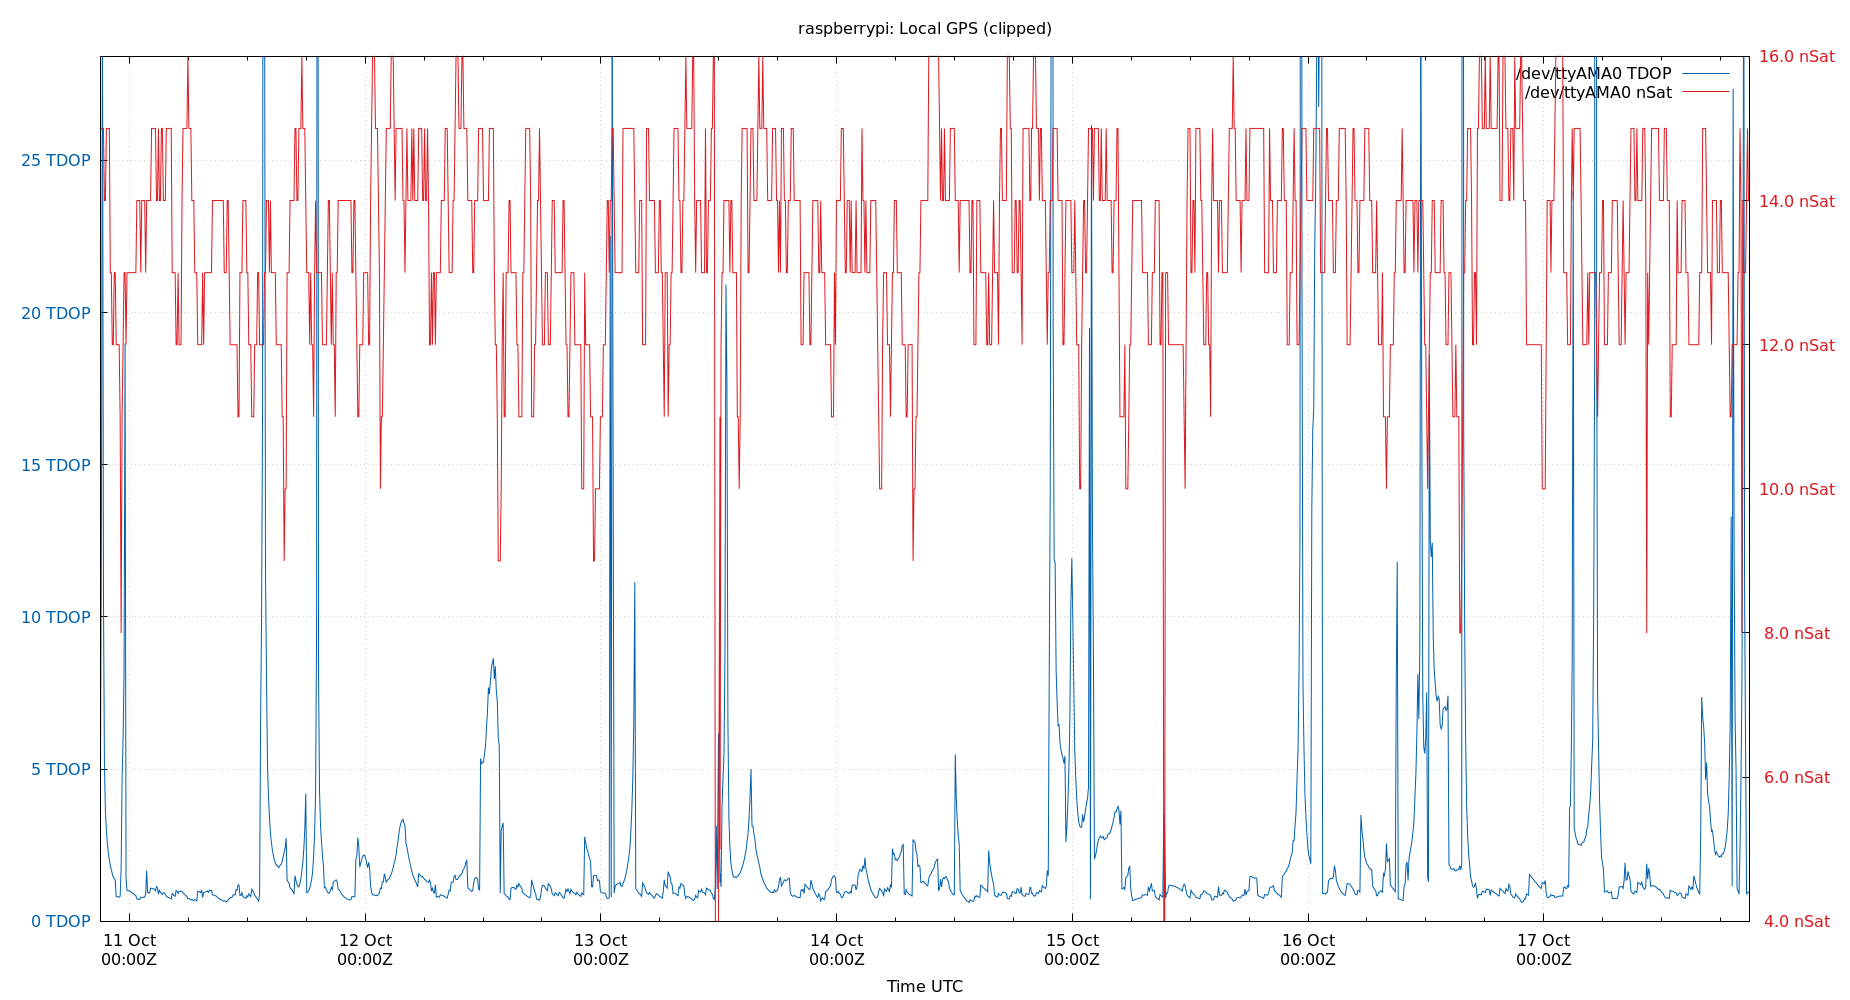 raspberrypi: Local GPS (clipped)
16.0 nSat
/dev/ttyAMA0 TDOP
/dev/ttyAMA0 nSat
25 TDOP
14.0 nSat
20 TDOP
12.0 nSat
15 TDOP
10.0 nSat
10 TDOP
8.0 nSat
5 TDOP
6.0 nSat
0 TDOP
4.0 nSat
11 Oct 12 Oct 13 Oct 14 Oct 15 Oct 16 Oct 17 Oct
00:00Z 00:00Z 00:00Z 00:00Z 00:00Z 00:00Z 00:00Z
Time UTC